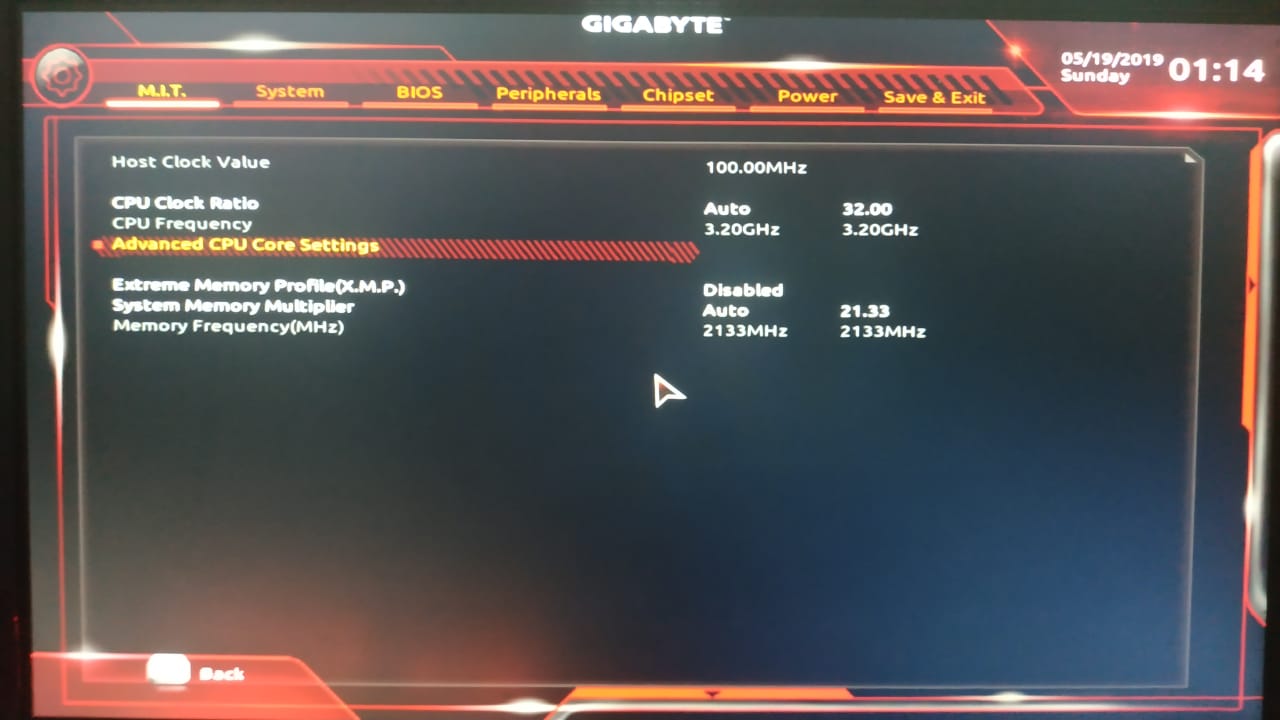 GIGABYTE™
05/19/2019 01:14
Sunday
M.I.T. System BIOS Peripherals Chipset Power Save & Exit
Host Clock Value 100.00MHz
CPU Clock Ratio Auto 32.00
CPU Frequency 3.20GHz 3.20GHz
Advanced CPU Core Settings
Extreme Memory Profile(X.M.P.) Disabled
System Memory Multiplier Auto 21.33
Memory Frequency(MHz) 2133MHz 2133MHz
Back